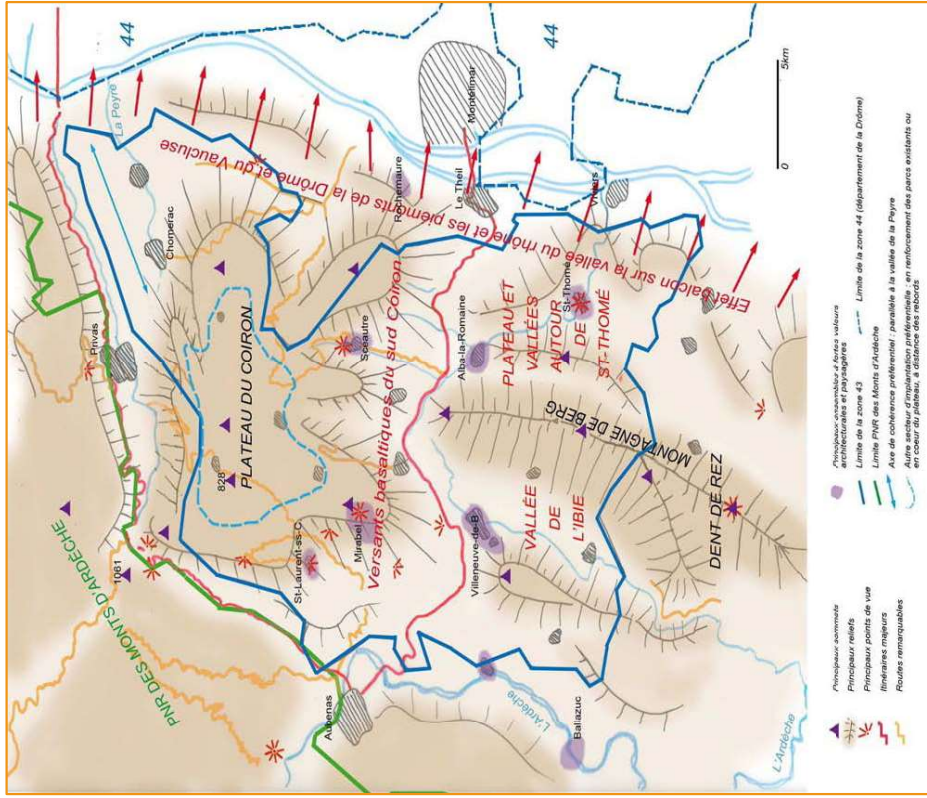 44
La Peyre
Chomérac
Privas
1061
PNR DES MONTS D'ARDÈCHE
828
PLATEAU DU COIRON
St-Laurent-ss-C.
Mirabel
Versants basaltiques du sud Coiron
Sceautre
Rochemaure
Effet balcon sur la vallée du rhône et les piémonts de la Drôme et du Vaucluse
Montélimar
Le Theil
44
Viviers
Aubenas
Villeneuve-de-B.
Alba-la-Romaine
PLATEAU ET
VALLÉES
AUTOUR
DE
ST-THOMÉ
St-Thomé
MONTAGNE DE BERG
VALLÉE
DE
L'IBIE
DENT DE REZ
L'Ardèche
Balazuc
L'Ardèche
0
5km
Principaux sommets
Principaux reliefs
Principaux points de vue
Itinéraires majeurs
Routes remarquables
Principaux ensembles à fortes valeurs
architecturales et paysagères
Limite de la zone 43
Limite de la zone 44 (département de la Drôme)
Limite PNR des Monts d'Ardèche
Axe de cohérence préférentiel : parallèle à la vallée de la Peyre
Autre secteur d'implantation préférentielle : en renforcement des parcs existants ou
en coeur du plateau, à distance des rebords